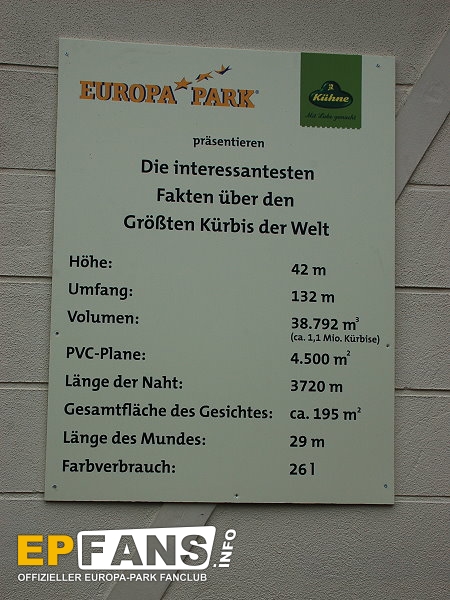 EUROPA PARK®
Kühne
Mit Liebe gemacht
präsentieren
Die interessantesten
Fakten über den
Größten Kürbis der Welt
Höhe: 42 m
Umfang: 132 m
Volumen: 38.792 m³
(ca. 1,1 Mio. Kürbise)
PVC-Plane: 4.500 m²
Länge der Naht: 3720 m
Gesamtfläche des Gesichtes: ca. 195 m²
Länge des Mundes: 29 m
Farbverbrauch: 26 l
EPFANS.INFO
OFFIZIELLER EUROPA-PARK FANCLUB